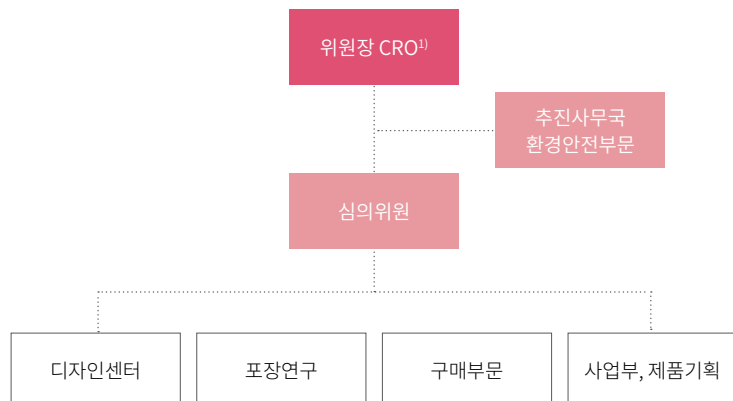 위원장 CRO1)
추진사무국
환경안전부문
심의위원
디자인센터
포장연구
구매부문
사업부, 제품기획